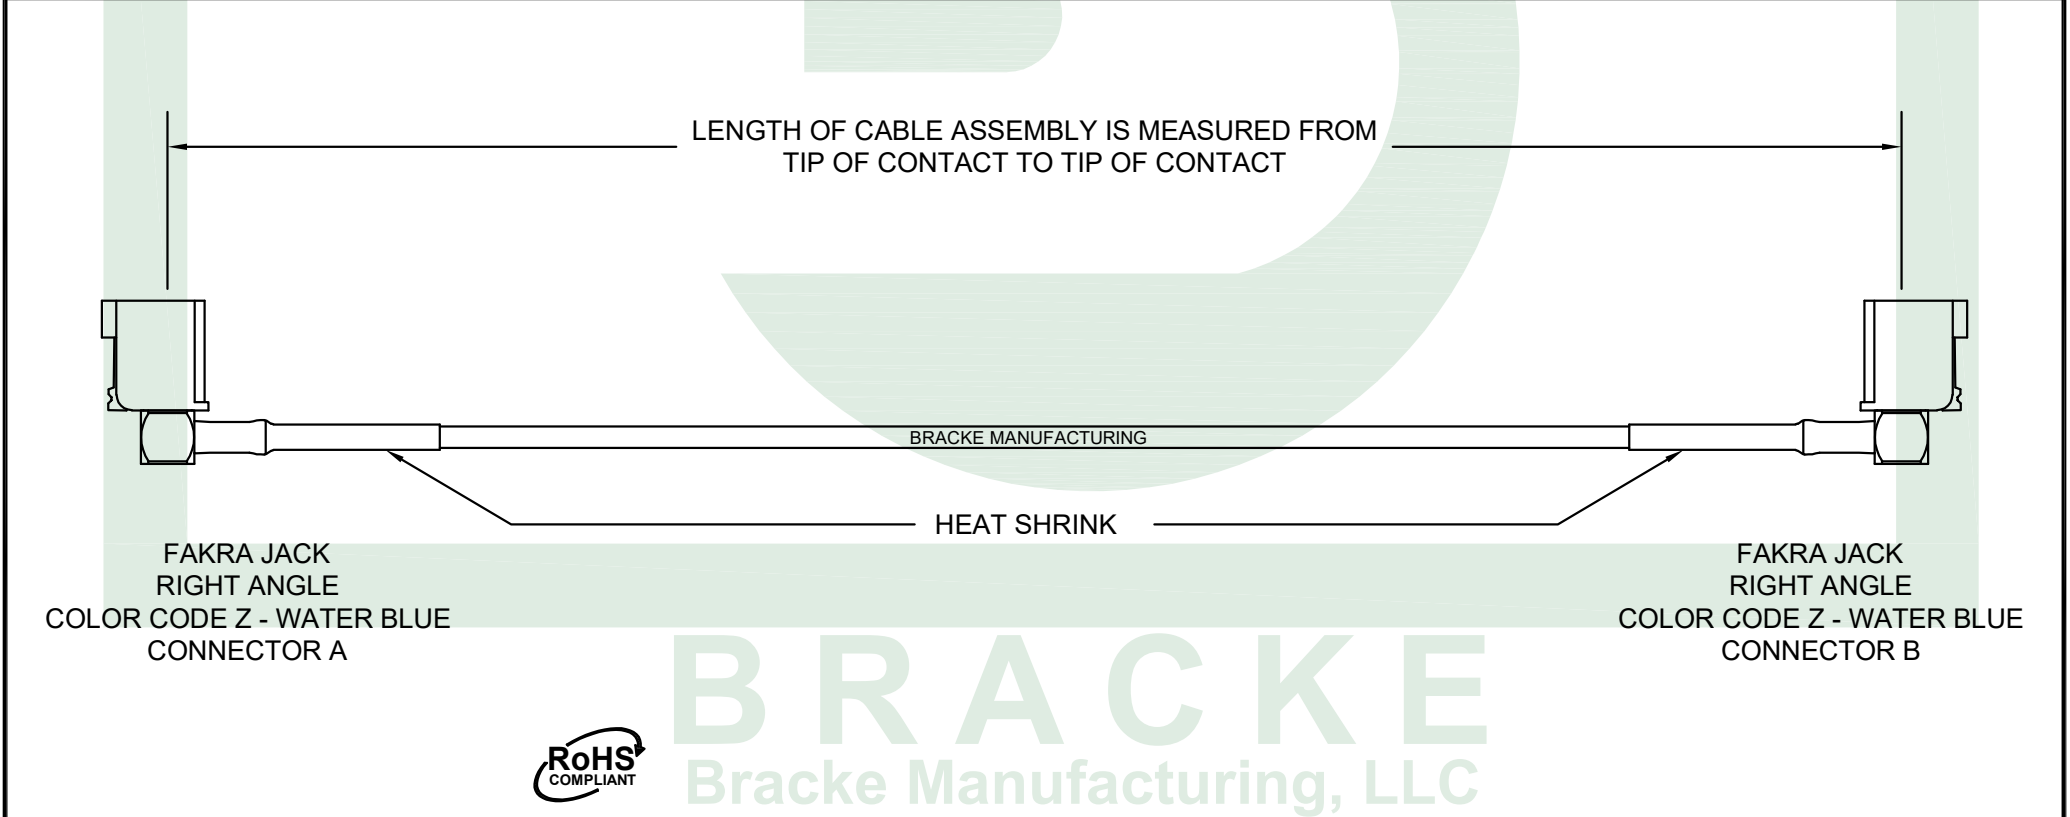 LENGTH OF CABLE ASSEMBLY IS MEASURED FROM
TIP OF CONTACT TO TIP OF CONTACT
BRACKE MANUFACTURING
HEAT SHRINK
FAKRA JACK
RIGHT ANGLE
COLOR CODE Z - WATER BLUE
CONNECTOR A
FAKRA JACK
RIGHT ANGLE
COLOR CODE Z - WATER BLUE
CONNECTOR B
BRACKE
Bracke Manufacturing, LLC
RoHS
COMPLIANT